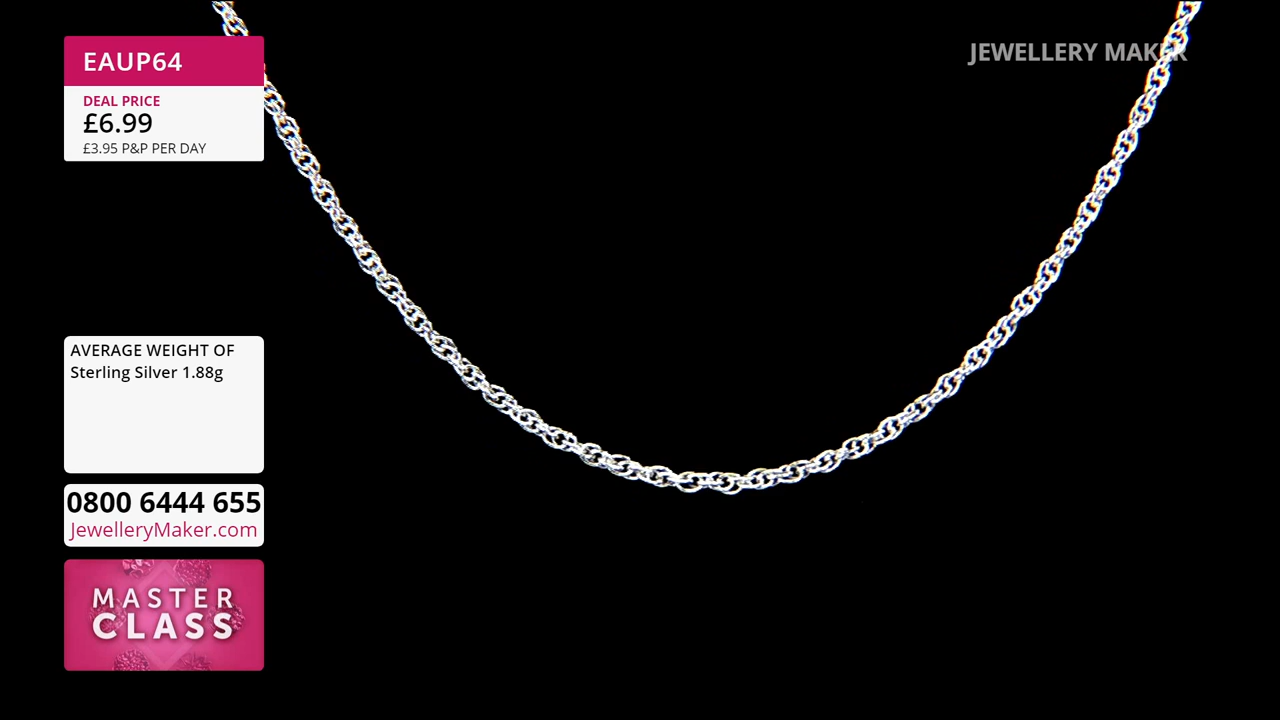 EAUP64
DEAL PRICE
£6.99
£3.95 P&P PER DAY
JEWELLERY MAKER
AVERAGE WEIGHT OF
Sterling Silver 1.88g
0800 6444 655
JewelleryMaker.com
MASTER
CLASS